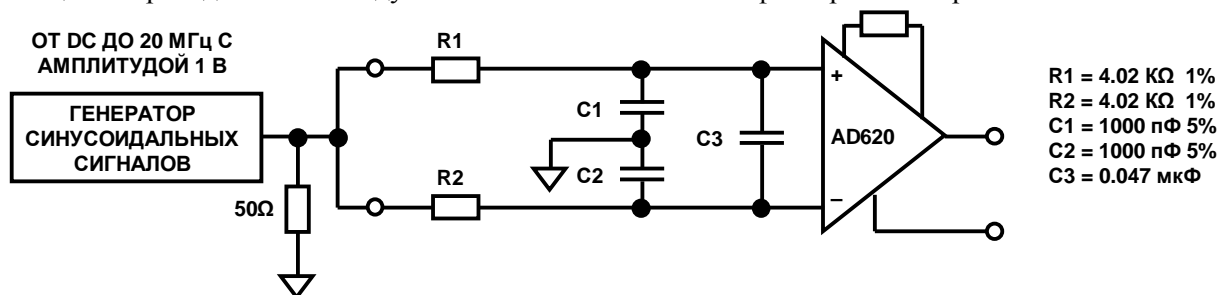 ОТ DC ДО 20 МГц С
АМПЛИТУДОЙ 1 В
ГЕНЕРАТОР
СИНУСОИДАЛЬНЫХ
СИГНАЛОВ
50Ω
R1
R2
C1
C2
C3
+
AD620
–
R1 = 4.02 KΩ 1%
R2 = 4.02 KΩ 1%
C1 = 1000 пФ 5%
C2 = 1000 пФ 5%
C3 = 0.047 мкФ